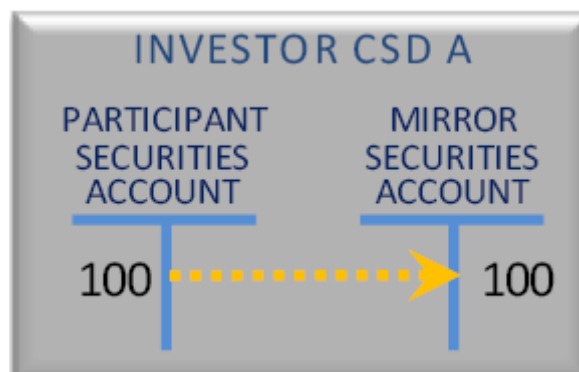 INVESTOR CSD A
PARTICIPANT
SECURITIES
ACCOUNT
MIRROR
SECURITIES
ACCOUNT
100
100